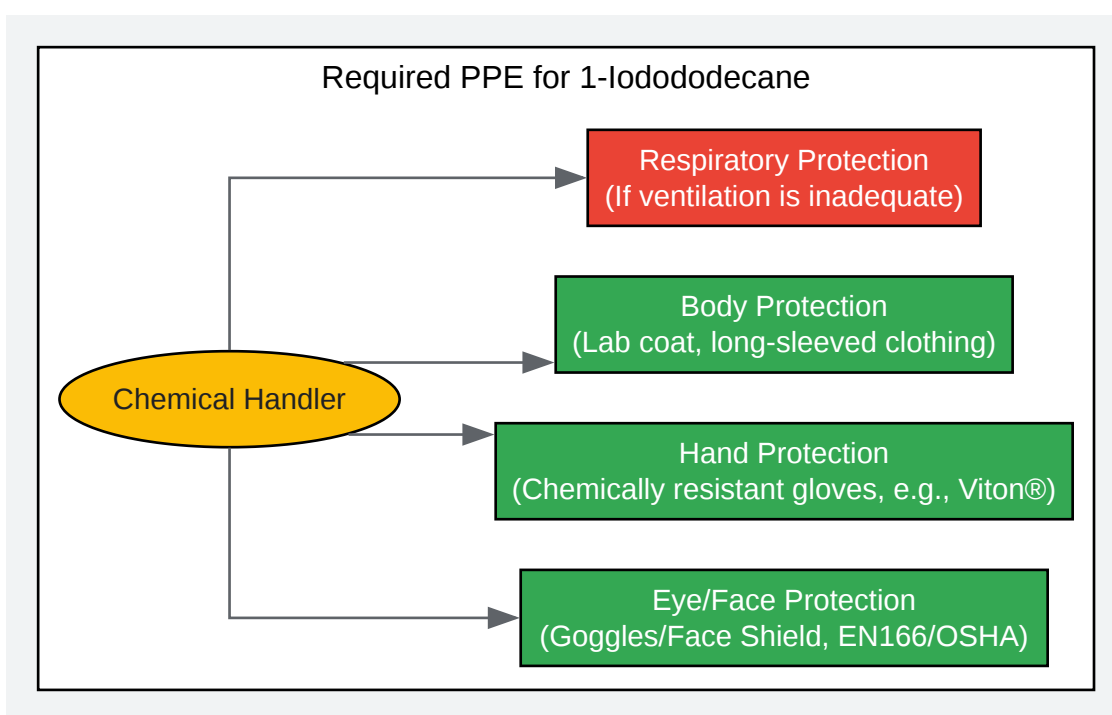 Required PPE for 1-Iodododecane
Respiratory Protection
(If ventilation is inadequate)
Body Protection
(Lab coat, long-sleeved clothing)
Chemical Handler
Hand Protection
(Chemically resistant gloves, e.g., Viton®)
Eye/Face Protection
(Goggles/Face Shield, EN166/OSHA)